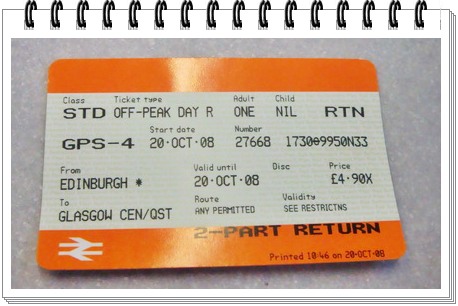 Class Ticket type Adult Child
STD OFF-PEAK DAY R ONE NIL RTN
Start date Number
GPS-4 20·OCT·08 27668 173009950N33
From Valid until Disc Price
EDINBURGH * 20·OCT·08 £4·90X
To Route Validity
GLASGOW CEN/QST ANY PERMITTED SEE RESTRICTNS
2-PART RETURN
Printed 10:46 on 20-OCT-08